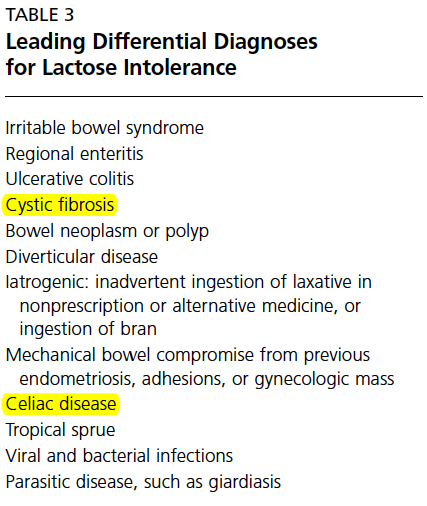 TABLE 3
Leading Differential Diagnoses
for Lactose Intolerance
Irritable bowel syndrome
Regional enteritis
Ulcerative colitis
Cystic fibrosis
Bowel neoplasm or polyp
Diverticular disease
Iatrogenic: inadvertent ingestion of laxative in
nonprescription or alternative medicine, or
ingestion of bran
Mechanical bowel compromise from previous
endometriosis, adhesions, or gynecologic mass
Celiac disease
Tropical sprue
Viral and bacterial infections
Parasitic disease, such as giardiasis